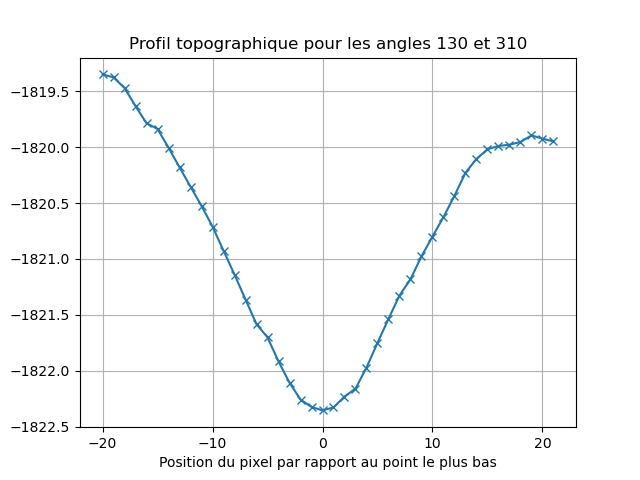 Profil topographique pour les angles 130 et 310
−1819.5
−1820.0
−1820.5
−1821.0
−1821.5
−1822.0
−1822.5
−20 −10 0 10 20
Position du pixel par rapport au point le plus bas